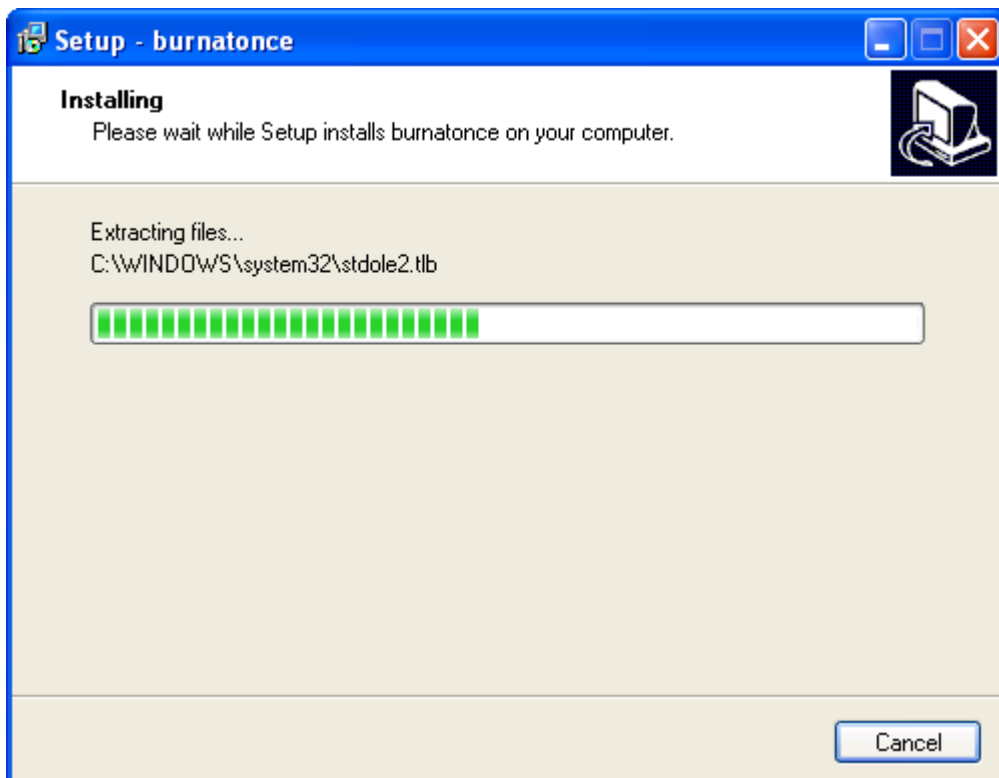 Setup - burnatonce
Installing
Please wait while Setup installs burnatonce on your computer.
Extracting files...
C:\WINDOWS\system32\stdole2.tlb
Cancel